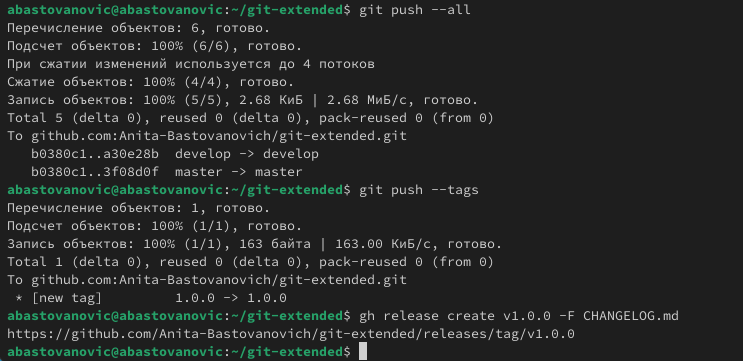 abastovanovic@abastovanovic:~/git-extended$ git push --all
Перечисление объектов: 6, готово.
Подсчет объектов: 100% (6/6), готово.
При сжатии изменений используется до 4 потоков
Сжатие объектов: 100% (4/4), готово.
Запись объектов: 100% (5/5), 2.68 КиБ | 2.68 МиБ/с, готово.
Total 5 (delta 0), reused 0 (delta 0), pack-reused 0 (from 0)
To github.com:Anita-Bastovanovich/git-extended.git
   b0380c1..a30e28b  develop -> develop
   b0380c1..3f08d0f  master -> master
abastovanovic@abastovanovic:~/git-extended$ git push --tags
Перечисление объектов: 1, готово.
Подсчет объектов: 100% (1/1), готово.
Запись объектов: 100% (1/1), 163 байта | 163.00 КиБ/с, готово.
Total 1 (delta 0), reused 0 (delta 0), pack-reused 0 (from 0)
To github.com:Anita-Bastovanovich/git-extended.git
 * [new tag]         1.0.0 -> 1.0.0
abastovanovic@abastovanovic:~/git-extended$ gh release create v1.0.0 -F CHANGELOG.md
https://github.com/Anita-Bastovanovich/git-extended/releases/tag/v1.0.0
abastovanovic@abastovanovic:~/git-extended$